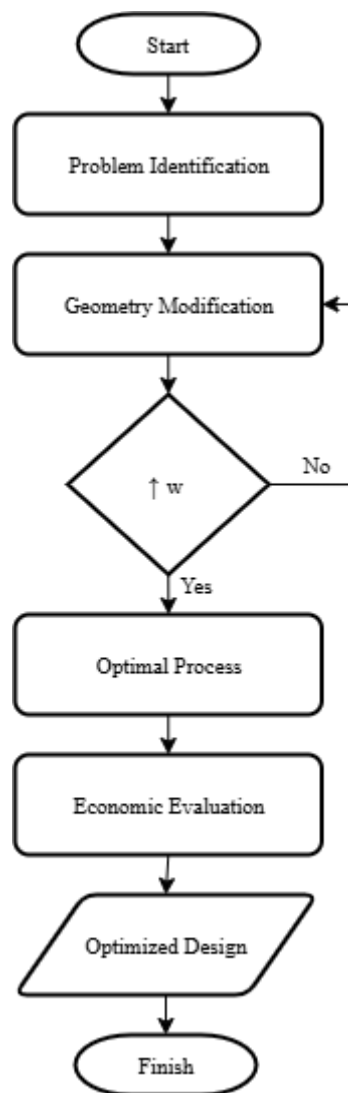 Start
Problem Identification
Geometry Modification
↑ w
No
Yes
Optimal Process
Economic Evaluation
Optimized Design
Finish